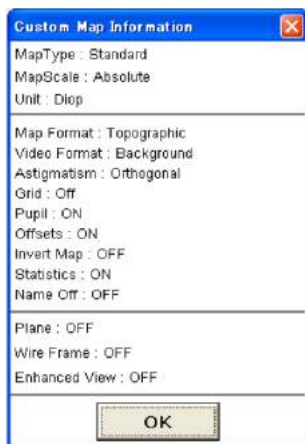 Custom Map Information
MapType : Standard
MapScale : Absolute
Unit : Diop
Map Format : Topographic
Video Format : Background
Astigmatism : Orthogonal
Grid : Off
Pupil : ON
Offsets : ON
Invert Map : OFF
Statistics : ON
Name Off : OFF
Plane : OFF
Wire Frame : OFF
Enhanced View : OFF
OK